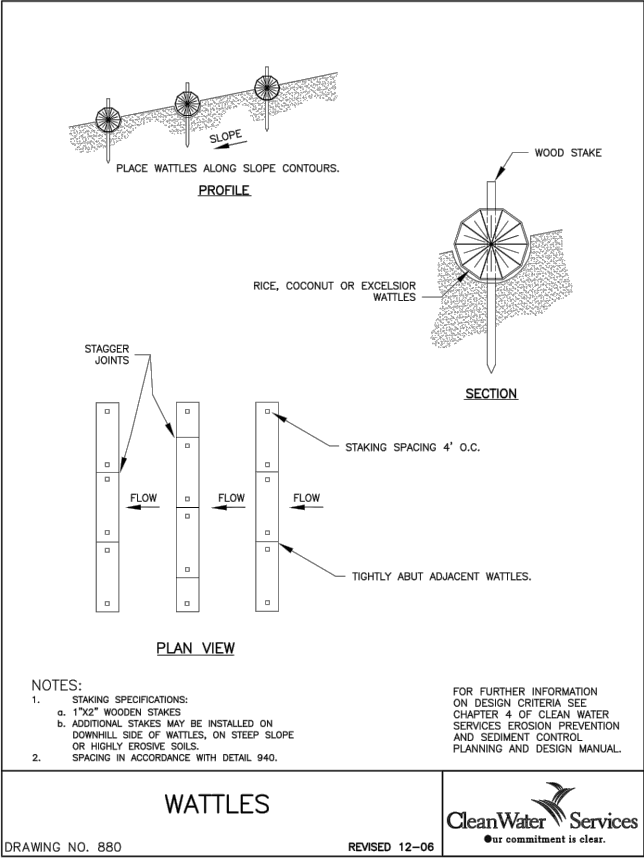 SLOPE
PLACE WATTLES ALONG SLOPE CONTOURS.
PROFILE
WOOD STAKE
RICE, COCONUT OR EXCELSIOR
WATTLES
SECTION
STAGGER
JOINTS
STAKING SPACING 4' O.C.
FLOW
FLOW
FLOW
TIGHTLY ABUT ADJACENT WATTLES.
PLAN VIEW
NOTES:
1. STAKING SPECIFICATIONS:
a. 1"X2" WOODEN STAKES
b. ADDITIONAL STAKES MAY BE INSTALLED ON
DOWNHILL SIDE OF WATTLES, ON STEEP SLOPE
OR HIGHLY EROSIVE SOILS.
2. SPACING IN ACCORDANCE WITH DETAIL 940.
FOR FURTHER INFORMATION
ON DESIGN CRITERIA SEE
CHAPTER 4 OF CLEAN WATER
SERVICES EROSION PREVENTION
AND SEDIMENT CONTROL
PLANNING AND DESIGN MANUAL.
WATTLES
DRAWING NO. 880
REVISED 12-06
CleanWater Services
Our commitment is clear.